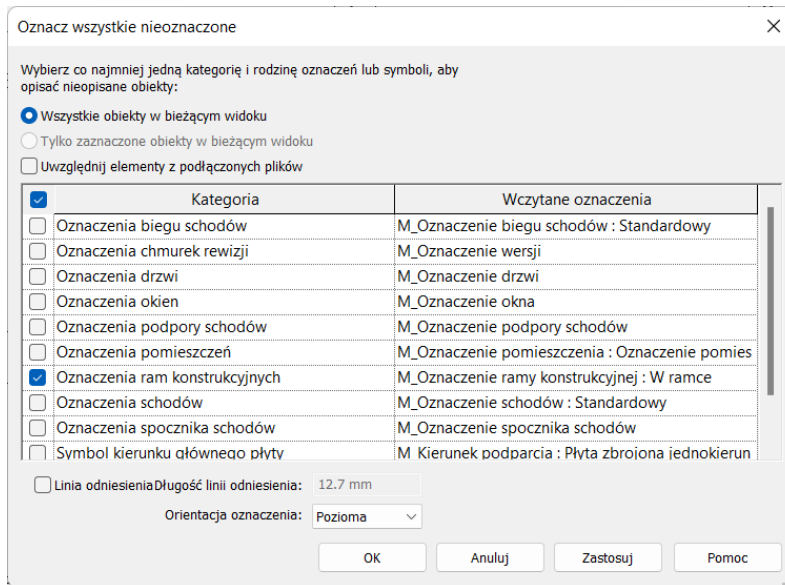 Oznacz wszystkie nieoznaczone
Wybierz co najmniej jedną kategorię i rodzinę oznaczeń lub symboli, aby
opisać nieopisane obiekty:
Wszystkie obiekty w bieżącym widoku
Tylko zaznaczone obiekty w bieżącym widoku
Uwzględnij elementy z podłączonych plików
Kategoria Wczytane oznaczenia
Oznaczenia biegu schodów M_Oznaczenie biegu schodów : Standardowy
Oznaczenia chmurek rewizji M_Oznaczenie wersji
Oznaczenia drzwi M_Oznaczenie drzwi
Oznaczenia okien M_Oznaczenie okna
Oznaczenia podpory schodów M_Oznaczenie podpory schodów
Oznaczenia pomieszczeń M_Oznaczenie pomieszczenia : Oznaczenie pomies
Oznaczenia ram konstrukcyjnych M_Oznaczenie ramy konstrukcyjnej : W ramce
Oznaczenia schodów M_Oznaczenie schodów : Standardowy
Oznaczenia spocznika schodów M_Oznaczenie spocznika schodów
Symbol kierunku głównego płyty M_Kierunek podparcia : Płyta zbrojona jednokierun
Linia odniesieniaDługość linii odniesienia: 12.7 mm
Orientacja oznaczenia: Pozioma
OK Anuluj Zastosuj Pomoc